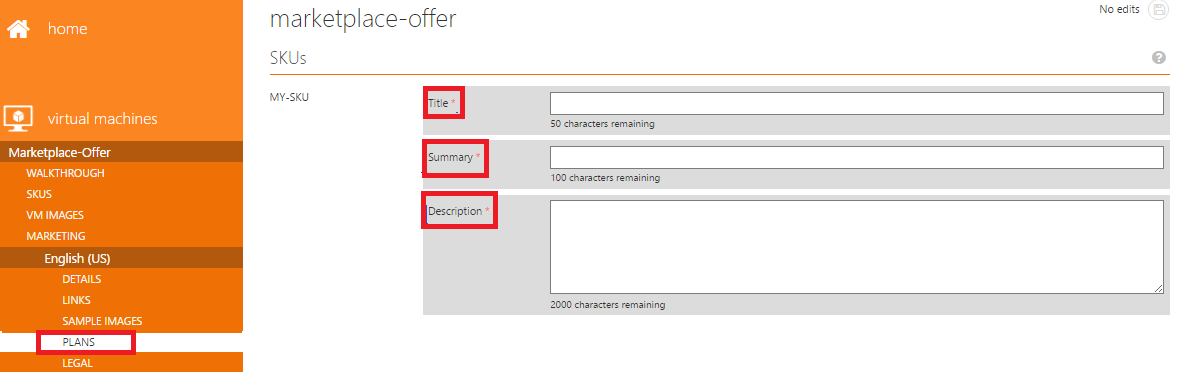 home
virtual machines
Marketplace-Offer
WALKTHROUGH
SKUS
VM IMAGES
MARKETING
English (US)
DETAILS
LINKS
SAMPLE IMAGES
PLANS
LEGAL
marketplace-offer
No edits
SKUs
?
MY-SKU
Title *
50 characters remaining
Summary *
100 characters remaining
Description *
2000 characters remaining